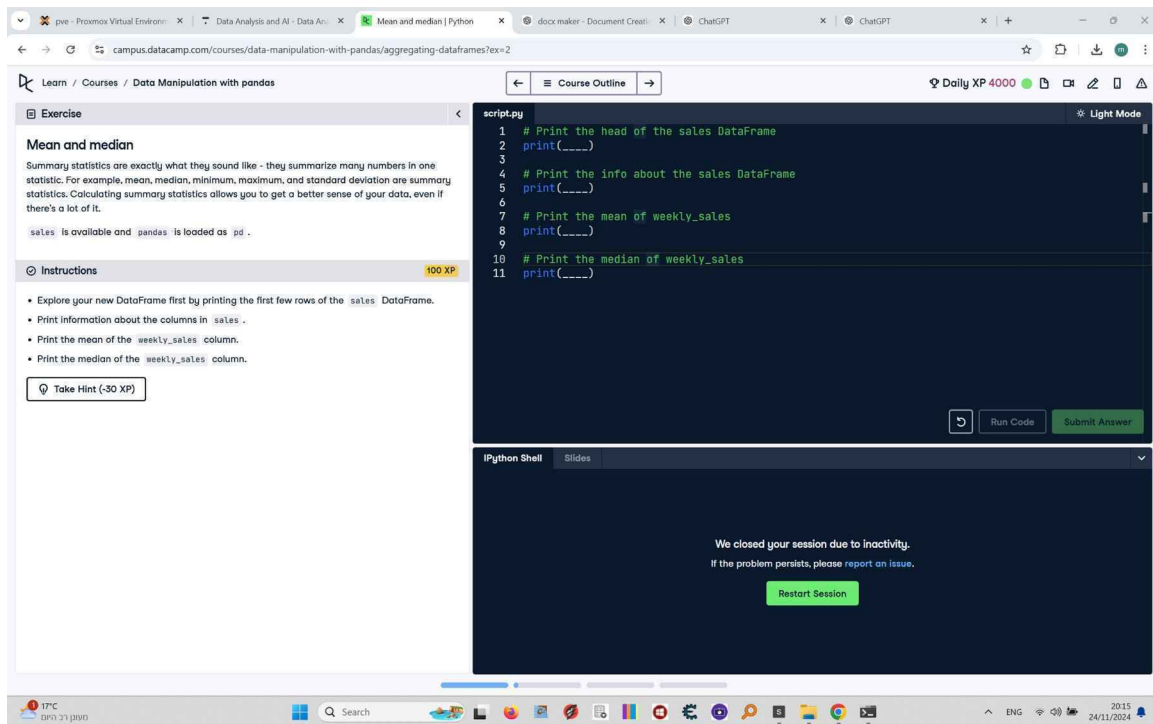 pve - Proxmox Virtual Environm
Data Analysis and AI - Data An
Mean and median | Python
docx maker - Document Creati
ChatGPT
ChatGPT
campus.datacamp.com/courses/data-manipulation-with-pandas/aggregating-dataframes?ex=2
Learn / Courses / Data Manipulation with pandas
Course Outline
Daily XP 4000
Exercise
Mean and median
Summary statistics are exactly what they sound like - they summarize many numbers in one
statistic. For example, mean, median, minimum, maximum, and standard deviation are summary
statistics. Calculating summary statistics allows you to get a better sense of your data, even if
there's a lot of it.
sales is available and pandas is loaded as pd .
Instructions
100 XP
• Explore your new DataFrame first by printing the first few rows of the sales DataFrame.
• Print information about the columns in sales .
• Print the mean of the weekly_sales column.
• Print the median of the weekly_sales column.
Take Hint (-30 XP)
script.py
Light Mode
1 # Print the head of the sales DataFrame
2 print(____)
3
4 # Print the info about the sales DataFrame
5 print(____)
6
7 # Print the mean of weekly_sales
8 print(____)
9
10 # Print the median of weekly_sales
11 print(____)
Run Code
Submit Answer
IPython Shell
Slides
We closed your session due to inactivity.
If the problem persists, please report an issue.
Restart Session
1
17°C
מעונן רב היום
Search
ENG
20:15
24/11/2024